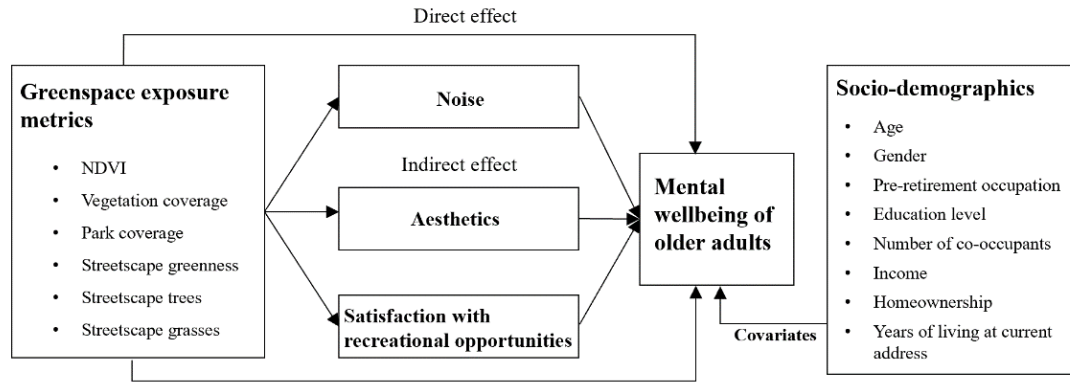 Direct effect
Greenspace exposure
metrics
• NDVI
• Vegetation coverage
• Park coverage
• Streetscape greenness
• Streetscape trees
• Streetscape grasses
Noise
Indirect effect
Aesthetics
Satisfaction with
recreational opportunities
Mental
wellbeing of
older adults
Covariates
Socio-demographics
• Age
• Gender
• Pre-retirement occupation
• Education level
• Number of co-occupants
• Income
• Homeownership
• Years of living at current
address